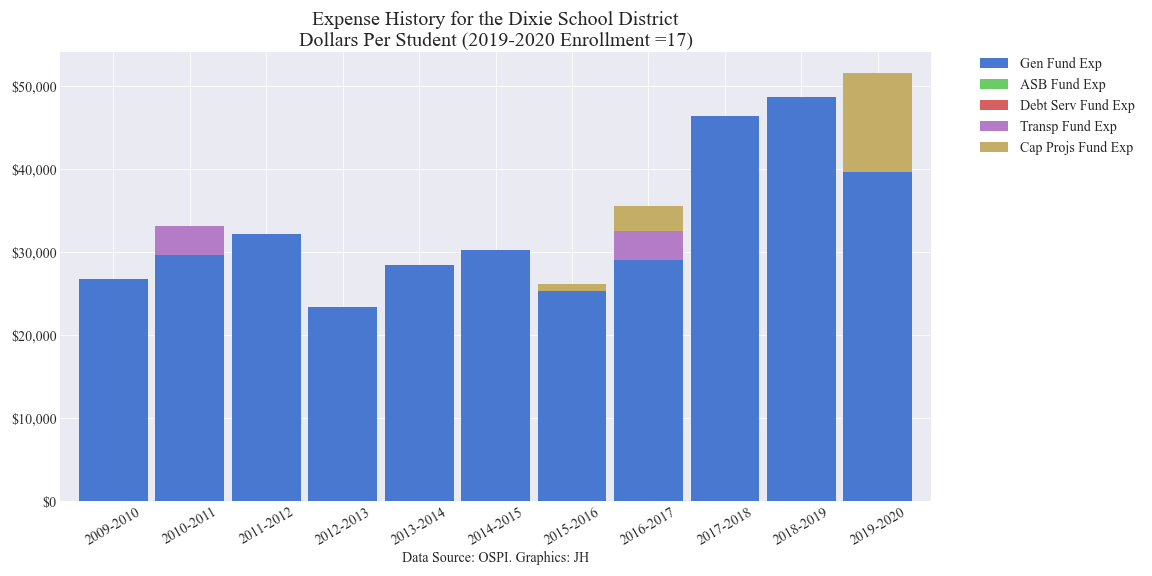 Expense History for the Dixie School District
Dollars Per Student (2019-2020 Enrollment =17)
Gen Fund Exp
ASB Fund Exp
Debt Serv Fund Exp
Transp Fund Exp
Cap Projs Fund Exp
$50,000
$40,000
$30,000
$20,000
$10,000
$0
2009-2010
2010-2011
2011-2012
2012-2013
2013-2014
2014-2015
2015-2016
2016-2017
2017-2018
2018-2019
2019-2020
Data Source: OSPI. Graphics: JH